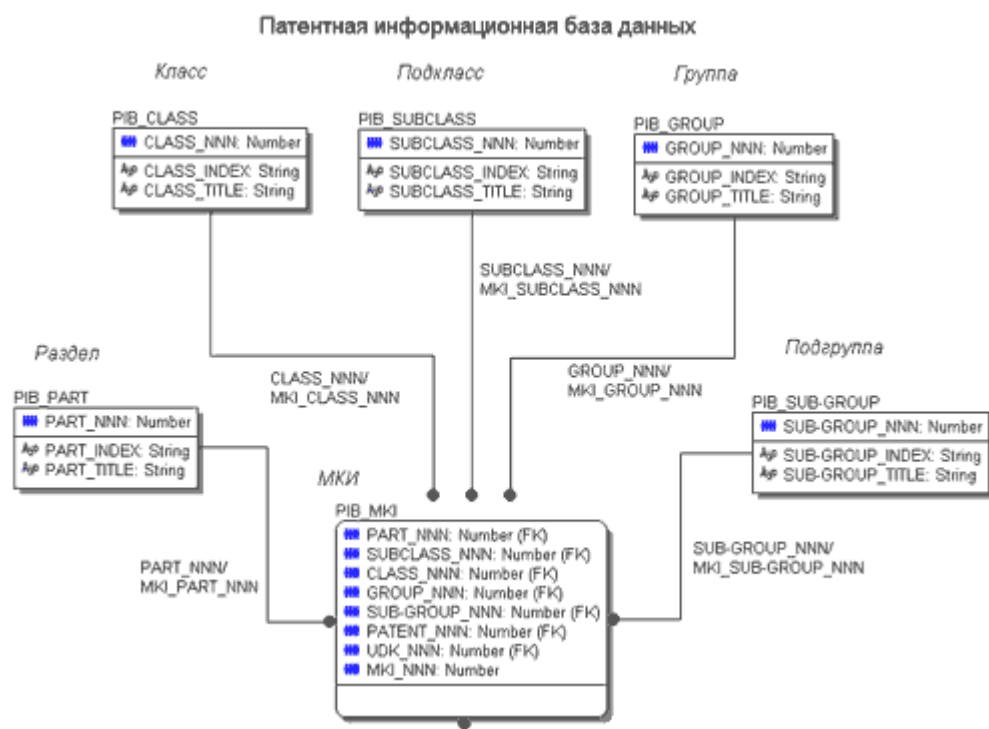 Патентная информационная база данных
Класс
Подкласс
Группа
PIB_CLASS
CLASS_NNN: Number
CLASS_INDEX: String
CLASS_TITLE: String
PIB_SUBCLASS
SUBCLASS_NNN: Number
SUBCLASS_INDEX: String
SUBCLASS_TITLE: String
PIB_GROUP
GROUP_NNN: Number
GROUP_INDEX: String
GROUP_TITLE: String
SUBCLASS_NNN/
MKI_SUBCLASS_NNN
Раздел
PIB_PART
PART_NNN: Number
PART_INDEX: String
PART_TITLE: String
CLASS_NNN/
MKI_CLASS_NNN
GROUP_NNN/
MKI_GROUP_NNN
Подгруппа
PIB_SUB-GROUP
SUB-GROUP_NNN: Number
SUB-GROUP_INDEX: String
SUB-GROUP_TITLE: String
МКИ
PIB_MKI
PART_NNN: Number (FK)
SUBCLASS_NNN: Number (FK)
CLASS_NNN: Number (FK)
GROUP_NNN: Number (FK)
SUB-GROUP_NNN: Number (FK)
PATENT_NNN: Number (FK)
UDK_NNN: Number (FK)
MKI_NNN: Number
PART_NNN/
MKI_PART_NNN
SUB-GROUP_NNN/
MKI_SUB-GROUP_NNN